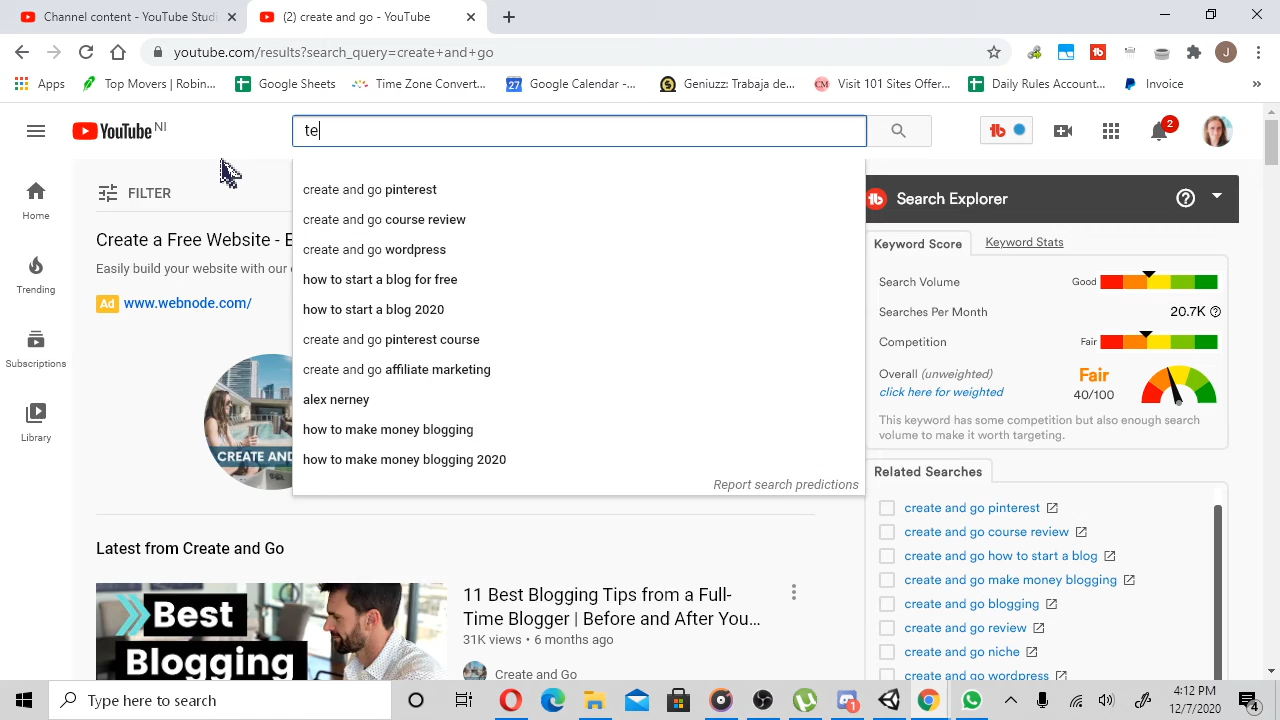 Channel content - YouTube Studi
(2) create and go - YouTube
youtube.com/results?search_query=create+and+go
Apps
Top Movers | Robin...
Google Sheets
Time Zone Convert...
Google Calendar -...
Geniuzz: Trabaja de...
Visit 101 Sites Offer...
Daily Rules Account...
Invoice
YouTube NI
te
2
Home
Trending
Subscriptions
Library
FILTER
Create a Free Website - E
Easily build your website with our
Ad www.webnode.com/
CREATE AND
create and go pinterest
create and go course review
create and go wordpress
how to start a blog for free
how to start a blog 2020
create and go pinterest course
create and go affiliate marketing
alex nerney
how to make money blogging
how to make money blogging 2020
Report search predictions
Search Explorer
Keyword Score
Keyword Stats
Search Volume Good
Searches Per Month 20.7K
Competition Fair
Overall (unweighted) Fair
click here for weighted 40/100
This keyword has some competition but also enough search
volume to make it worth targeting.
Related Searches
create and go pinterest
create and go course review
create and go how to start a blog
create and go make money blogging
create and go blogging
create and go review
create and go niche
create and go wordpress
Latest from Create and Go
Best
Blogging
11 Best Blogging Tips from a Full-
Time Blogger | Before and After You...
31K views • 6 months ago
Create and Go
Type here to search
1
4:12 PM
12/7/2020
4